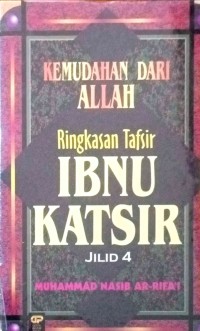 KEMUDAHAN DARI
ALLAH
Ringkasan Tafsir
IBNU
KATSIR
JILID 4
MUHAMMAD NASIB AR-RIFA'I